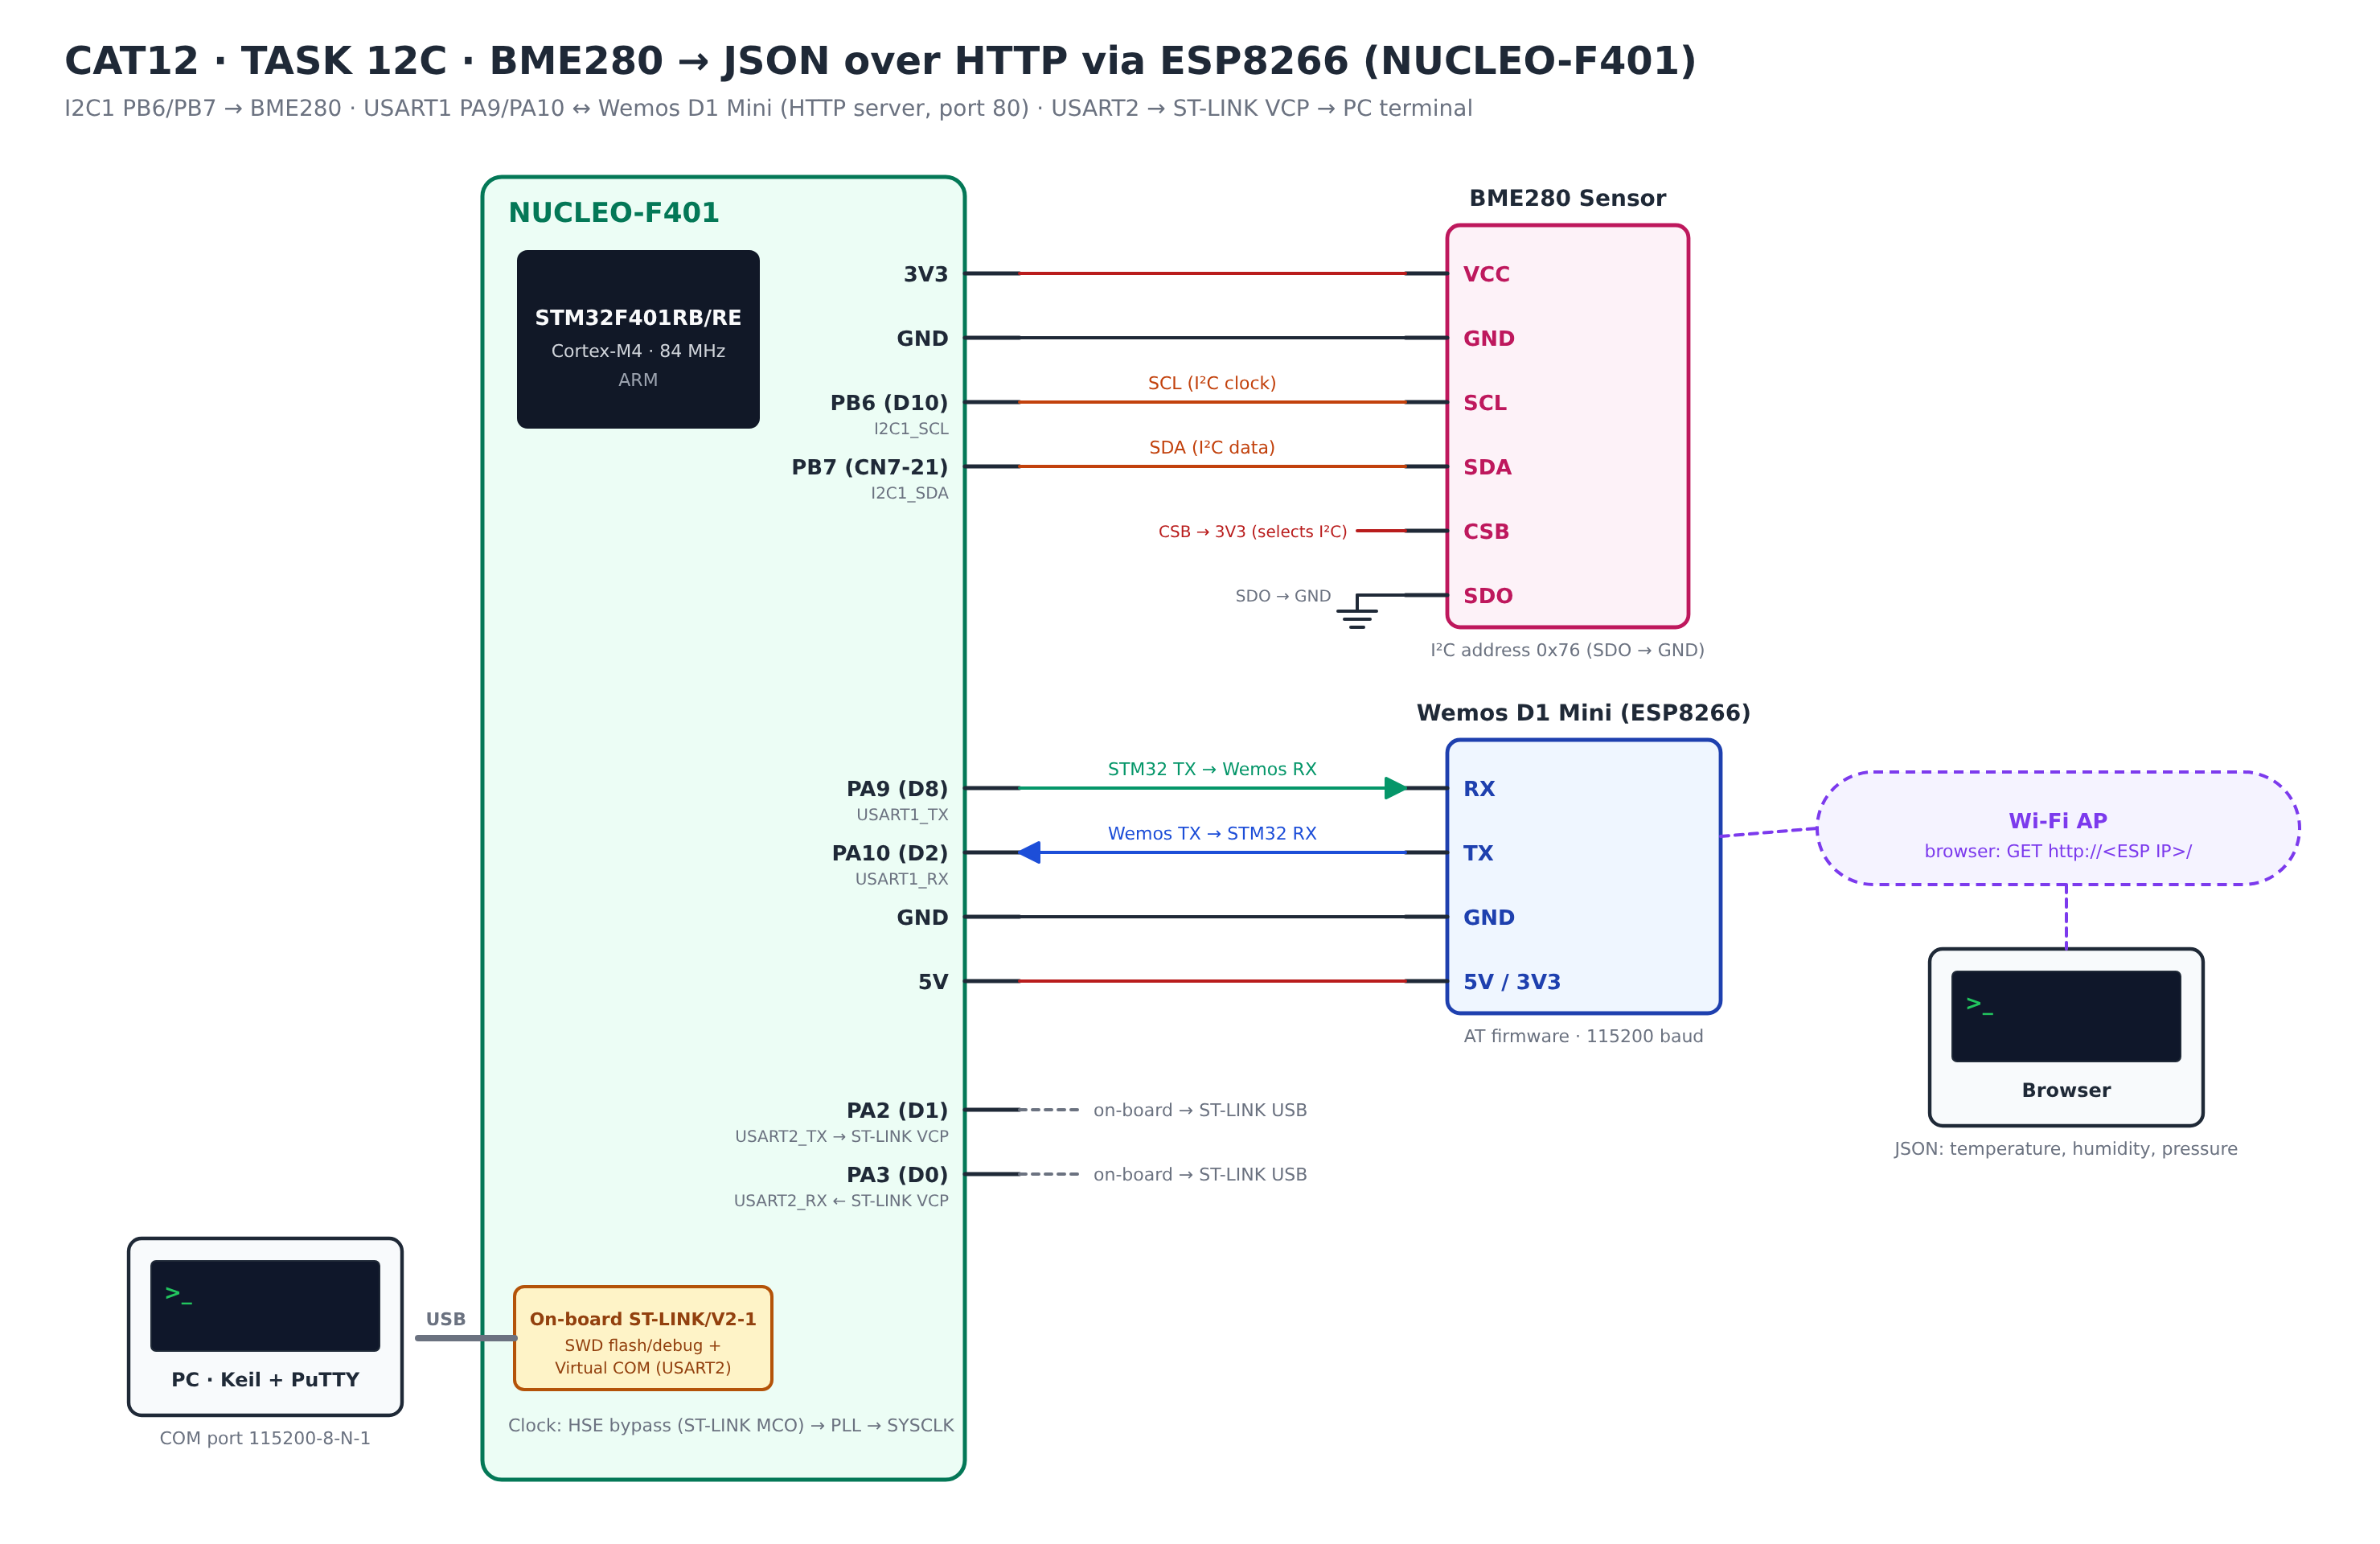 CAT12 · TASK 12C · BME280 → JSON over HTTP via ESP8266 (NUCLEO-F401)
I2C1 PB6/PB7 → BME280 · USART1 PA9/PA10 ↔ Wemos D1 Mini (HTTP server, port 80) · USART2 → ST-LINK VCP → PC terminal
NUCLEO-F401
STM32F401RB/RE
Cortex-M4 · 84 MHz
ARM
3V3
GND
PB6 (D10)
I2C1_SCL
PB7 (CN7-21)
I2C1_SDA
SCL (I²C clock)
SDA (I²C data)
CSB → 3V3 (selects I²C)
SDO → GND
BME280 Sensor
VCC
GND
SCL
SDA
CSB
SDO
I²C address 0x76 (SDO → GND)
PA9 (D8)
USART1_TX
PA10 (D2)
USART1_RX
GND
5V
STM32 TX → Wemos RX
Wemos TX → STM32 RX
Wemos D1 Mini (ESP8266)
RX
TX
GND
5V / 3V3
AT firmware · 115200 baud
Wi-Fi AP
browser: GET http://<ESP IP>/
>_
Browser
JSON: temperature, humidity, pressure
PA2 (D1)
USART2_TX → ST-LINK VCP
on-board → ST-LINK USB
PA3 (D0)
USART2_RX ← ST-LINK VCP
on-board → ST-LINK USB
>_
PC · Keil + PuTTY
COM port 115200-8-N-1
USB
On-board ST-LINK/V2-1
SWD flash/debug +
Virtual COM (USART2)
Clock: HSE bypass (ST-LINK MCO) → PLL → SYSCLK